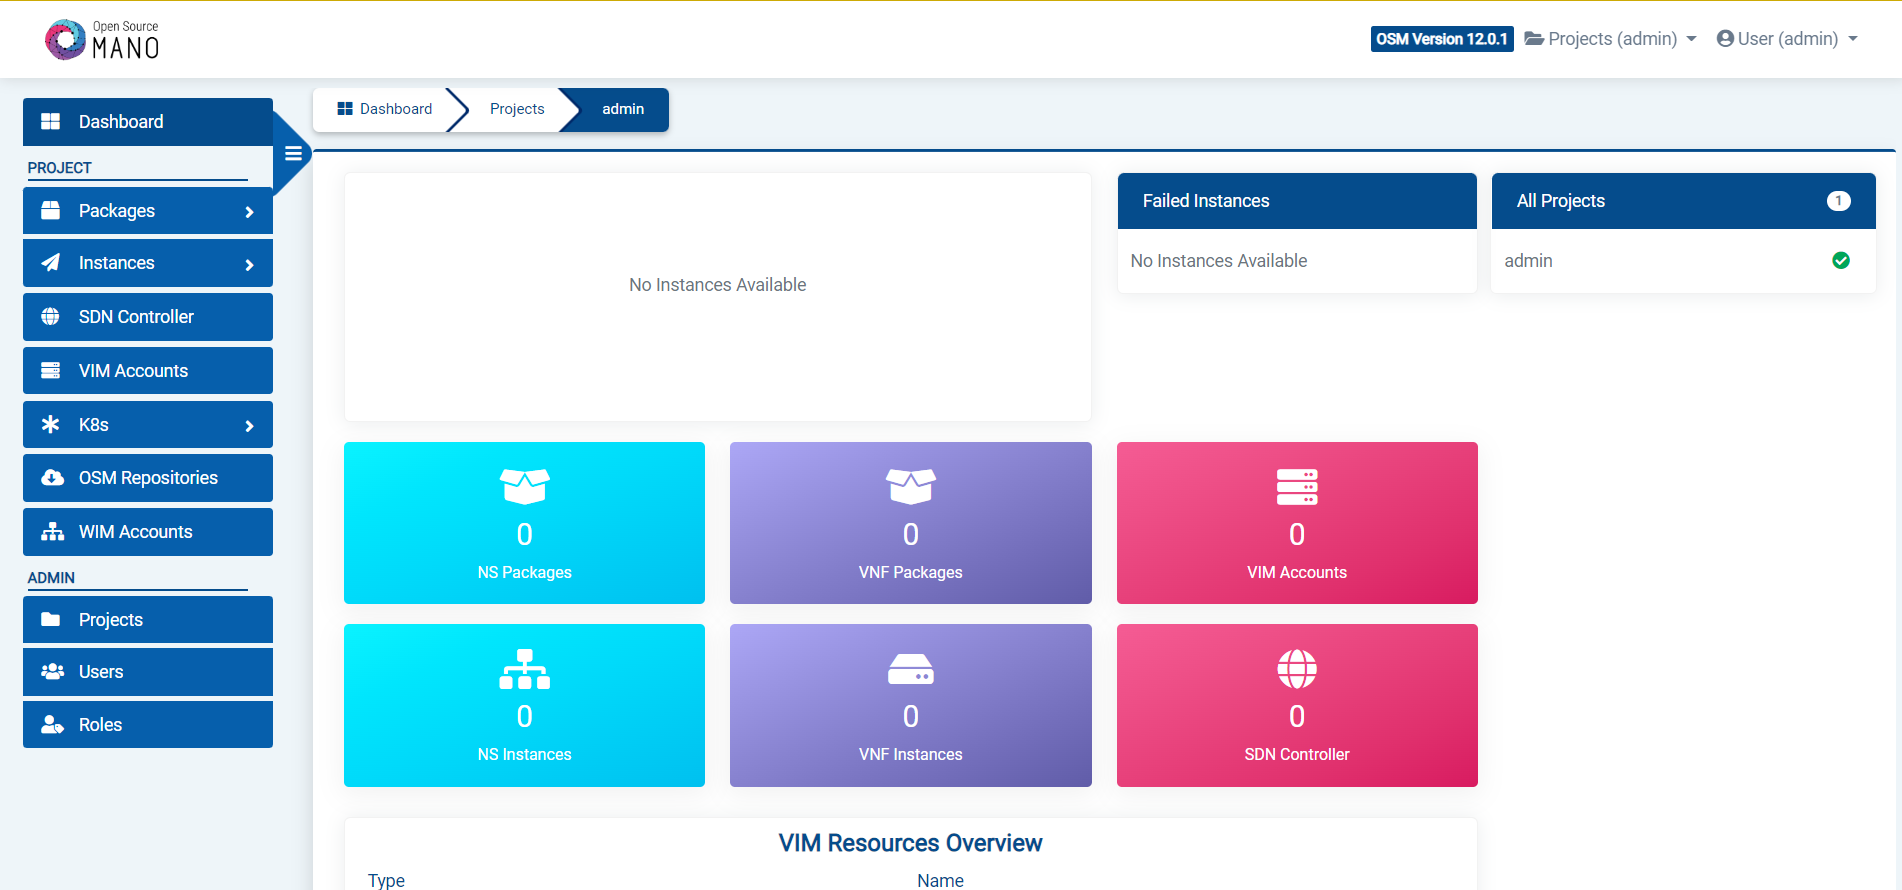 Open Source
MANO
OSM Version 12.0.1
Projects (admin)
User (admin)
Dashboard
PROJECT
Packages
Instances
SDN Controller
VIM Accounts
K8s
OSM Repositories
WIM Accounts
ADMIN
Projects
Users
Roles
Dashboard
Projects
admin
No Instances Available
Failed Instances
No Instances Available
All Projects
1
admin
0
NS Packages
0
VNF Packages
0
VIM Accounts
0
NS Instances
0
VNF Instances
0
SDN Controller
VIM Resources Overview
Type
Name